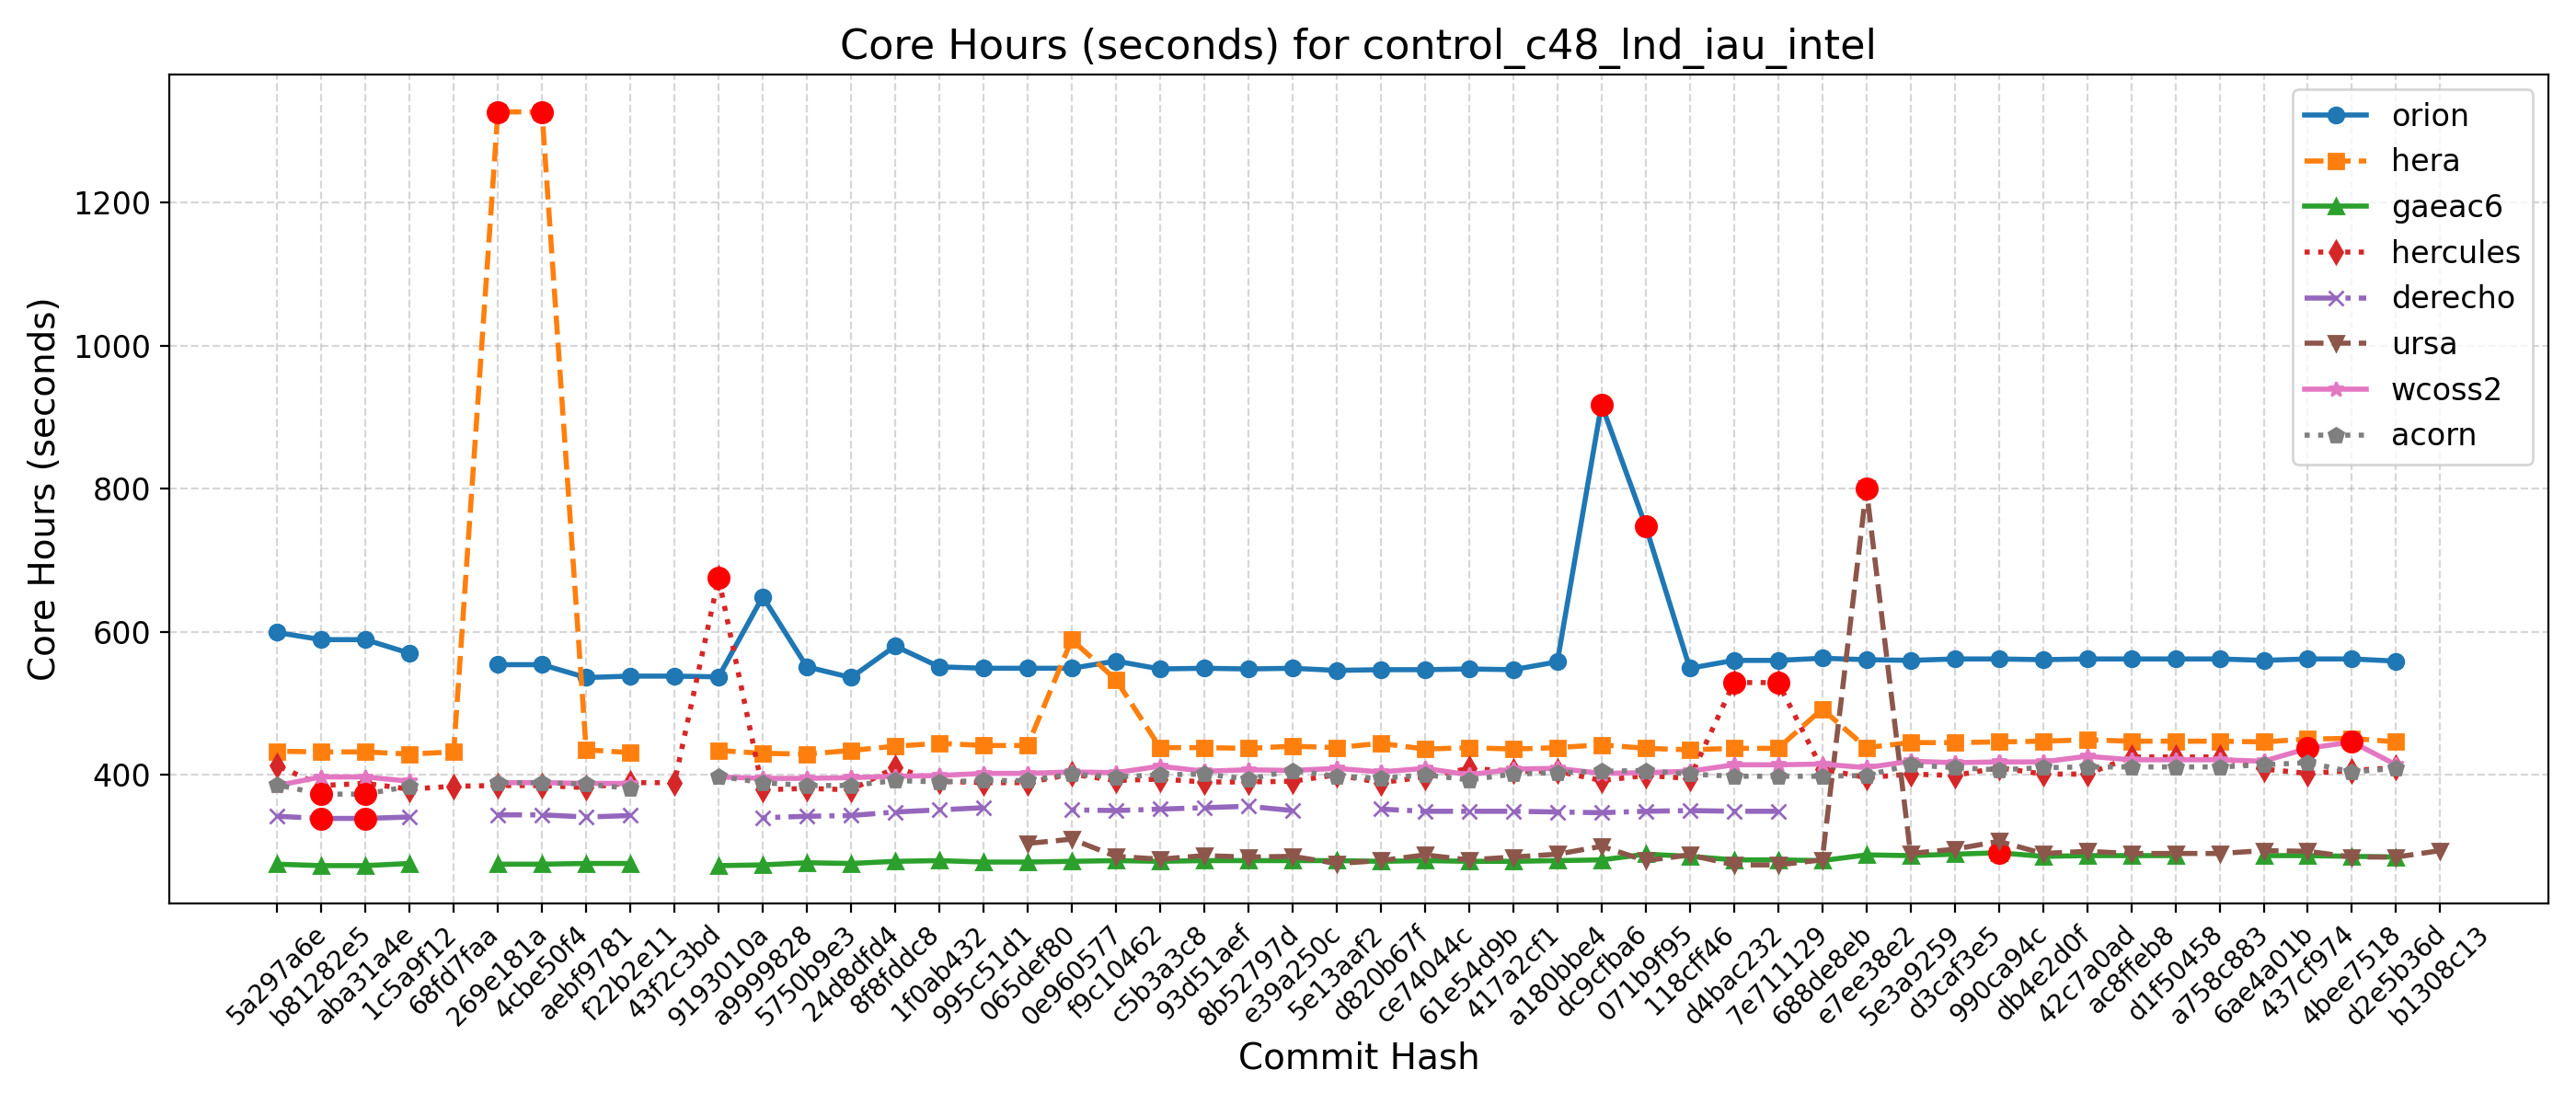 Core Hours (seconds) for control_c48_lnd_iau_intel
Core Hours (seconds)
1200
1000
800
600
400
orion
hera
gaeac6
hercules
derecho
ursa
wcoss2
acorn
5a297a6e
b81282e5
aba31a4e
1c5a9f12
68fd7faa
269e181a
4cbe50f4
aebf9781
f22b2e11
43f2c3bd
9193010a
a9999828
5750b9e3
24d8dfd4
8f8fddc8
1f0ab432
995c51d1
065def80
0e960577
f9c10462
c5b3a3c8
93d51aef
8b52797d
e39a250c
5e13aaf2
d820b67f
ce74044c
61e54d9b
417a2cf1
a180bbe4
dc9cfba6
071b9f95
118cff46
d4bac232
7e711129
688de8eb
e7ee38e2
5e3a9259
d3caf3e5
990ca94c
db4e2d0f
42c7a0ad
ac8ffeb8
d1f50458
a758c883
6ae4a01b
437cf974
4bee7518
d2e5b36d
b1308c13
Commit Hash